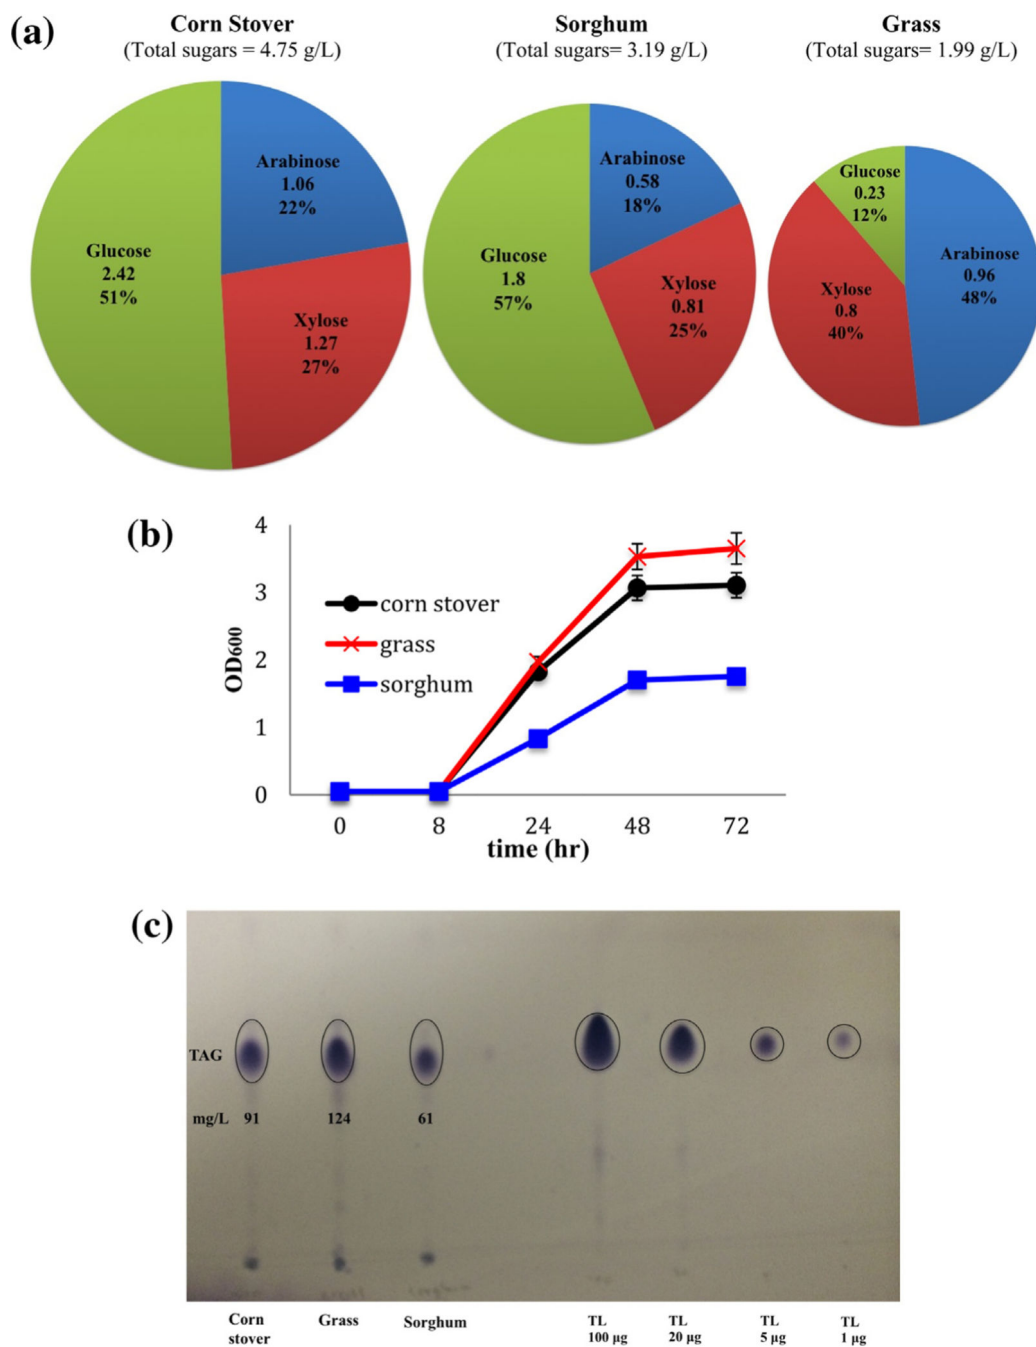 (a)
Corn Stover
(Total sugars = 4.75 g/L)
Sorghum
(Total sugars= 3.19 g/L)
Grass
(Total sugars= 1.99 g/L)
Arabinose
1.06
22%
Glucose
2.42
51%
Xylose
1.27
27%
Arabinose
0.58
18%
Glucose
1.8
57%
Xylose
0.81
25%
Glucose
0.23
12%
Arabinose
0.96
48%
Xylose
0.8
40%
(b)
4
3
2
1
0
OD600
corn stover
grass
sorghum
0 8 24 48 72
time (hr)
(c)
TAG
mg/L 91 124 61
Corn
stover
Grass
Sorghum
TL
100 µg
TL
20 µg
TL
5 µg
TL
1 µg